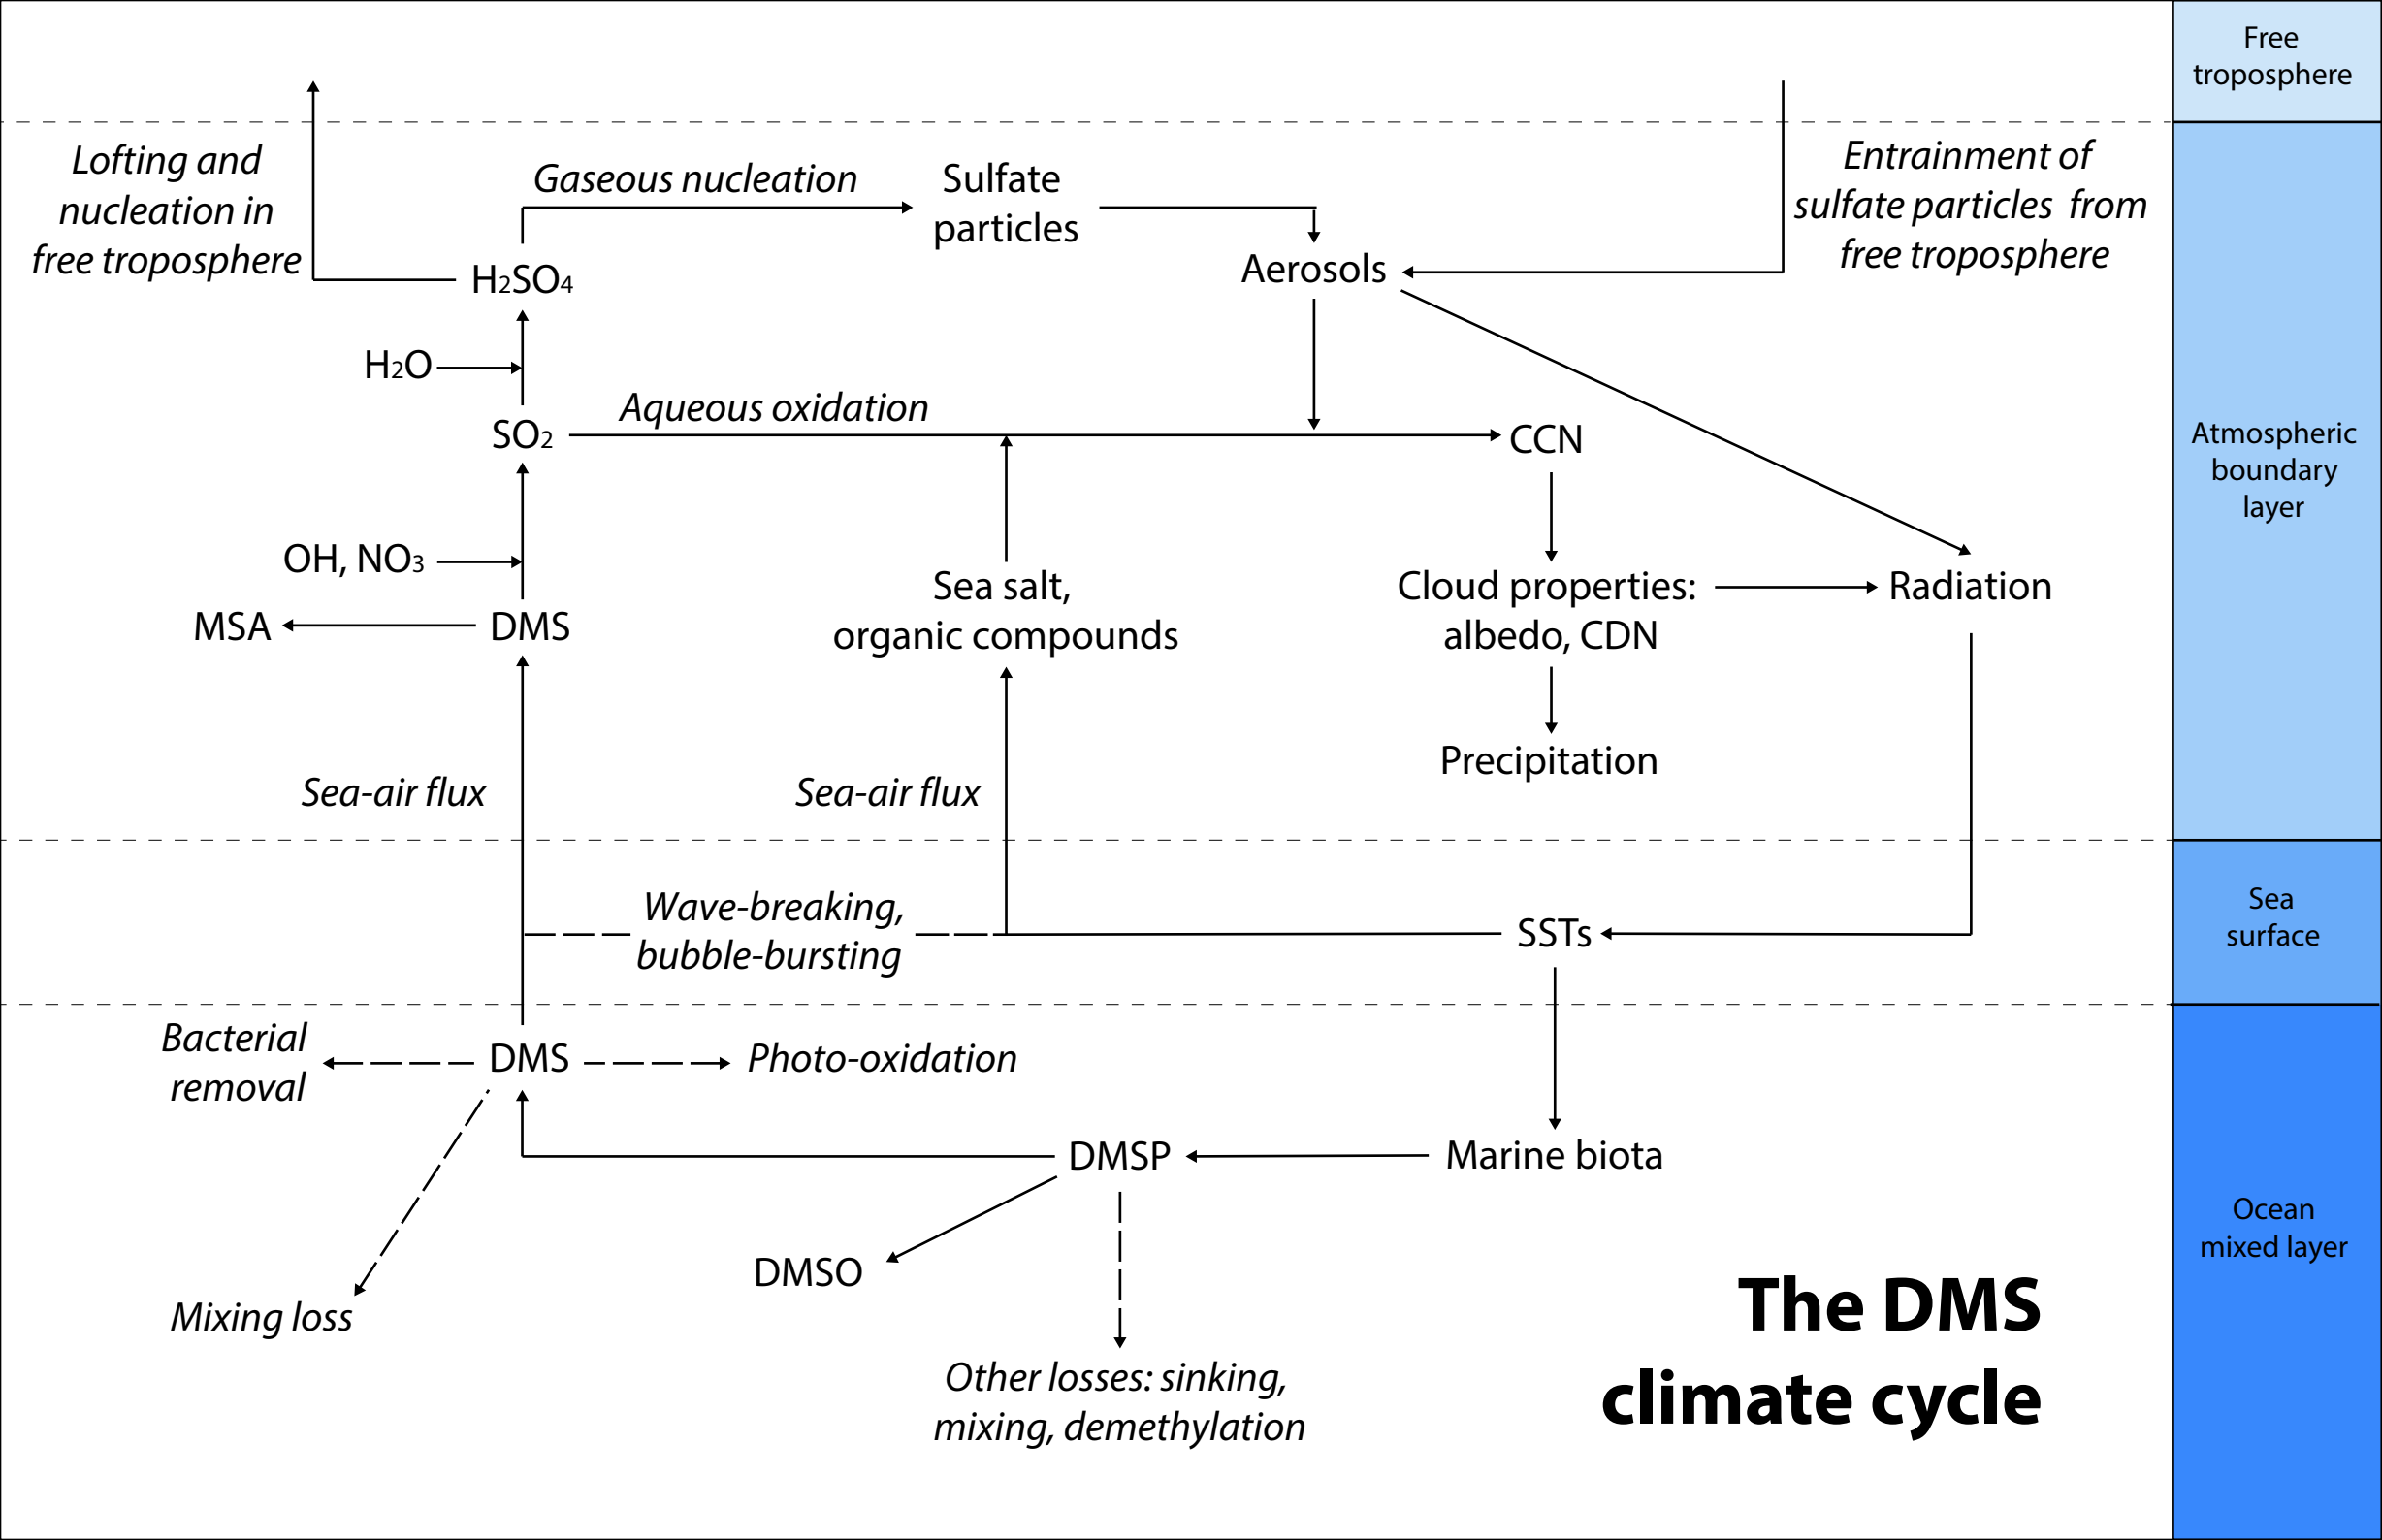 Free
troposphere
Lofting and
nucleation in
free troposphere
Gaseous nucleation
Sulfate
particles
Entrainment of
sulfate particles from
free troposphere
Aerosols
H2SO4
H2O
Aqueous oxidation
SO2
CCN
Atmospheric
boundary
layer
OH, NO3
MSA
DMS
Sea salt,
organic compounds
Cloud properties:
albedo, CDN
Radiation
Precipitation
Sea-air flux
Sea-air flux
Wave-breaking,
bubble-bursting
SSTs
Sea
surface
Bacterial
removal
DMS
Photo-oxidation
DMSP
Marine biota
DMSO
Mixing loss
Other losses: sinking,
mixing, demethylation
Ocean
mixed layer
The DMS
climate cycle